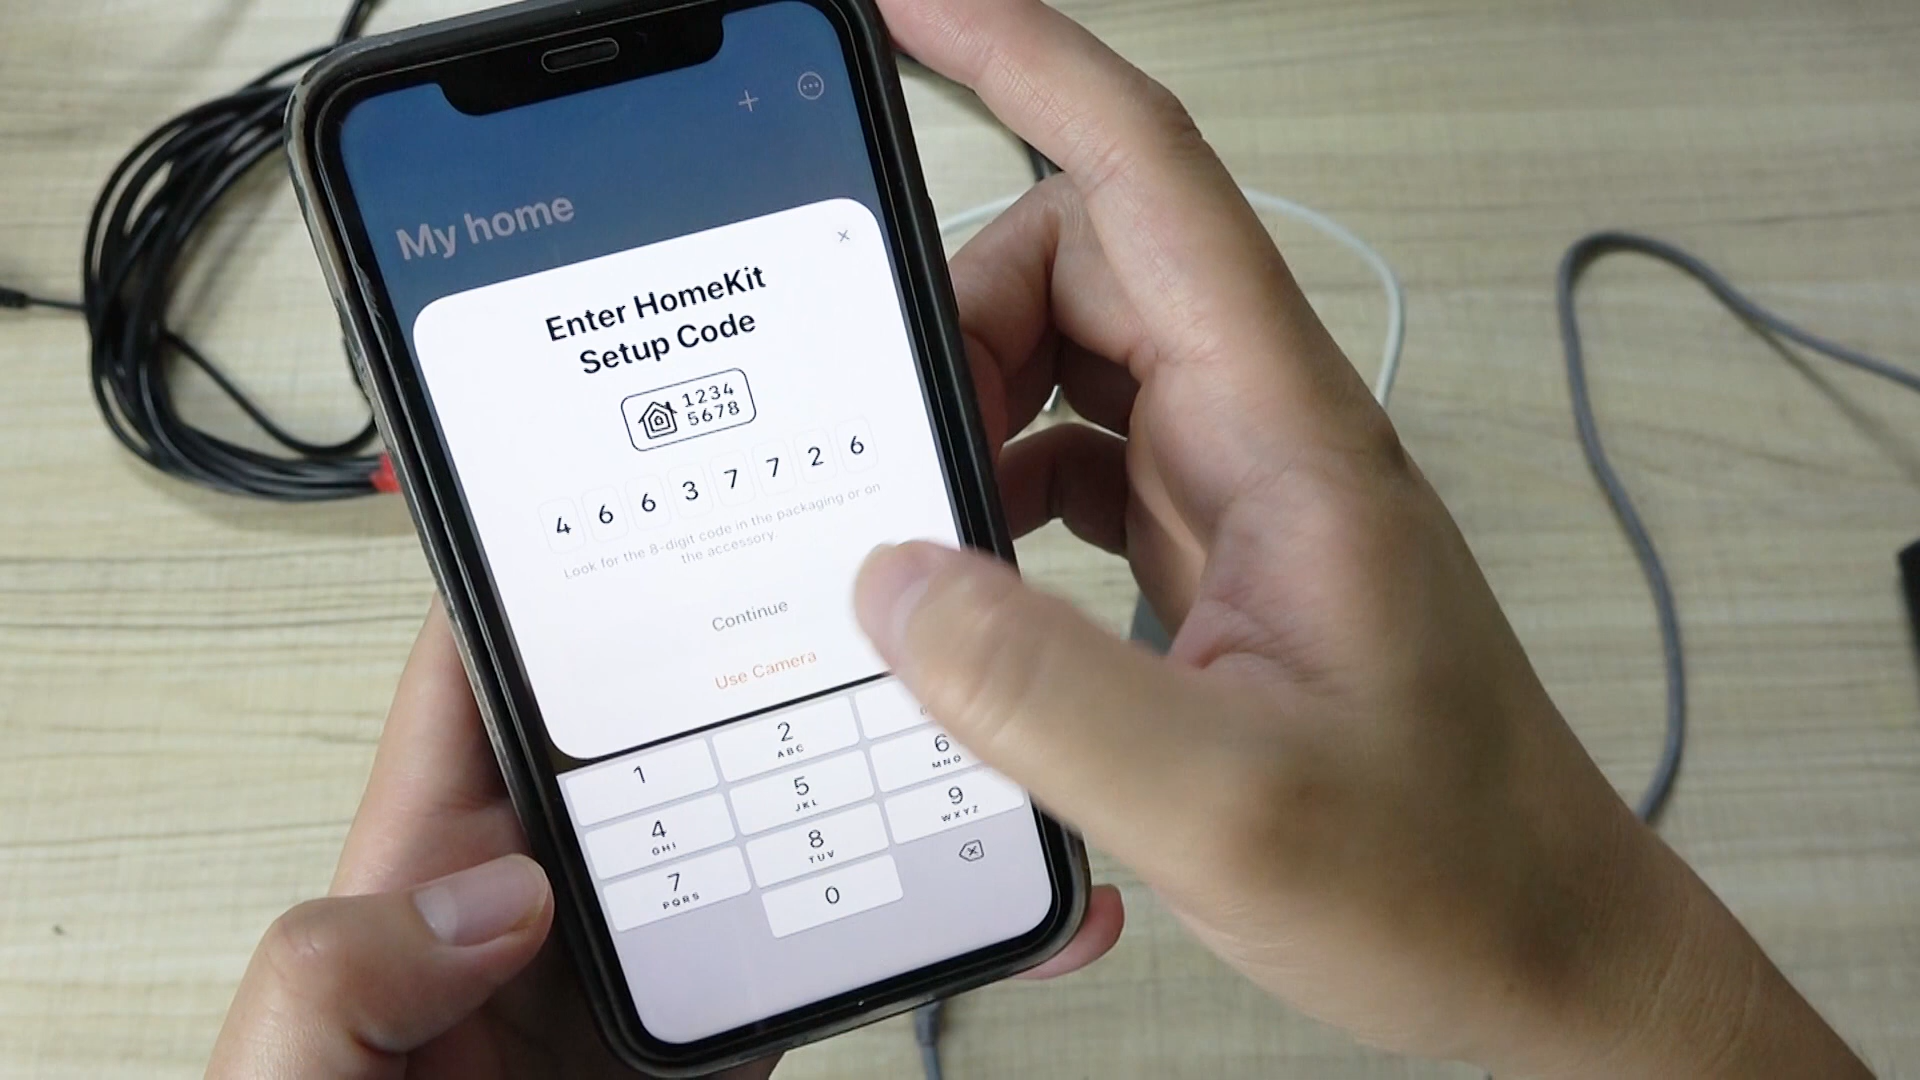 My home
Enter HomeKit
Setup Code
1234
5678
4 6 6 3 7 7 2 6
Look for the 8-digit code in the packaging or on
the accessory.
Continue
Use Camera
1
2
ABC
4
GHI
5
JKL
6
MNO
7
PQRS
8
TUV
9
WXYZ
0